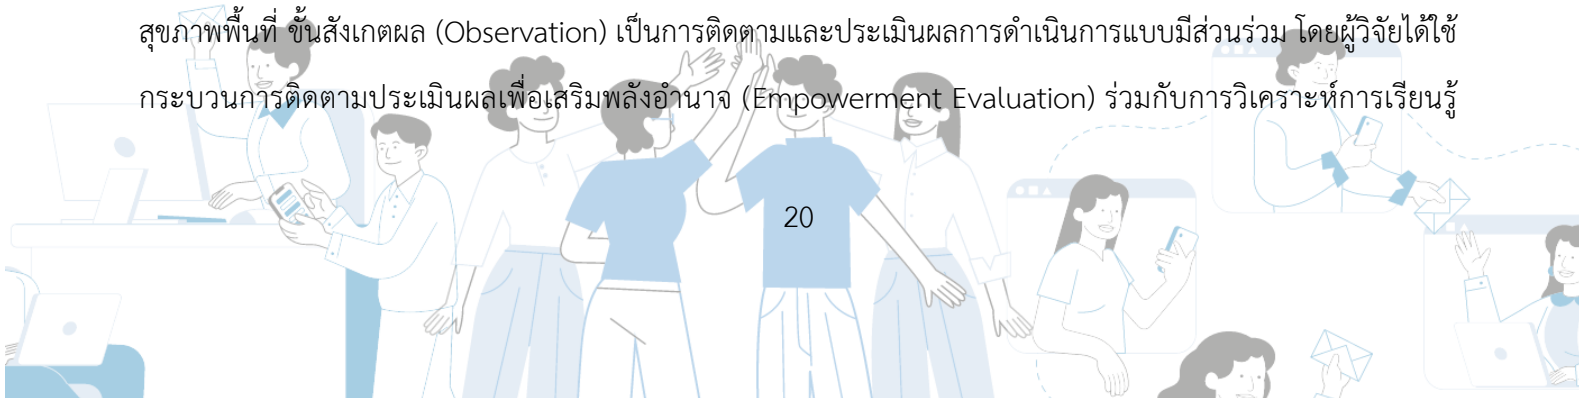 สุขภาพพื้นที่ ขั้นสังเกตผล (Observation) เป็นการติดตามและประเมินผลการดำเนินการแบบมีส่วนร่วม โดยผู้วิจัยได้ใช้
กระบวนการติดตามประเมินผลเพื่อเสริมพลังอำนาจ (Empowerment Evaluation) ร่วมกับการวิเคราะห์การเรียนรู้
20